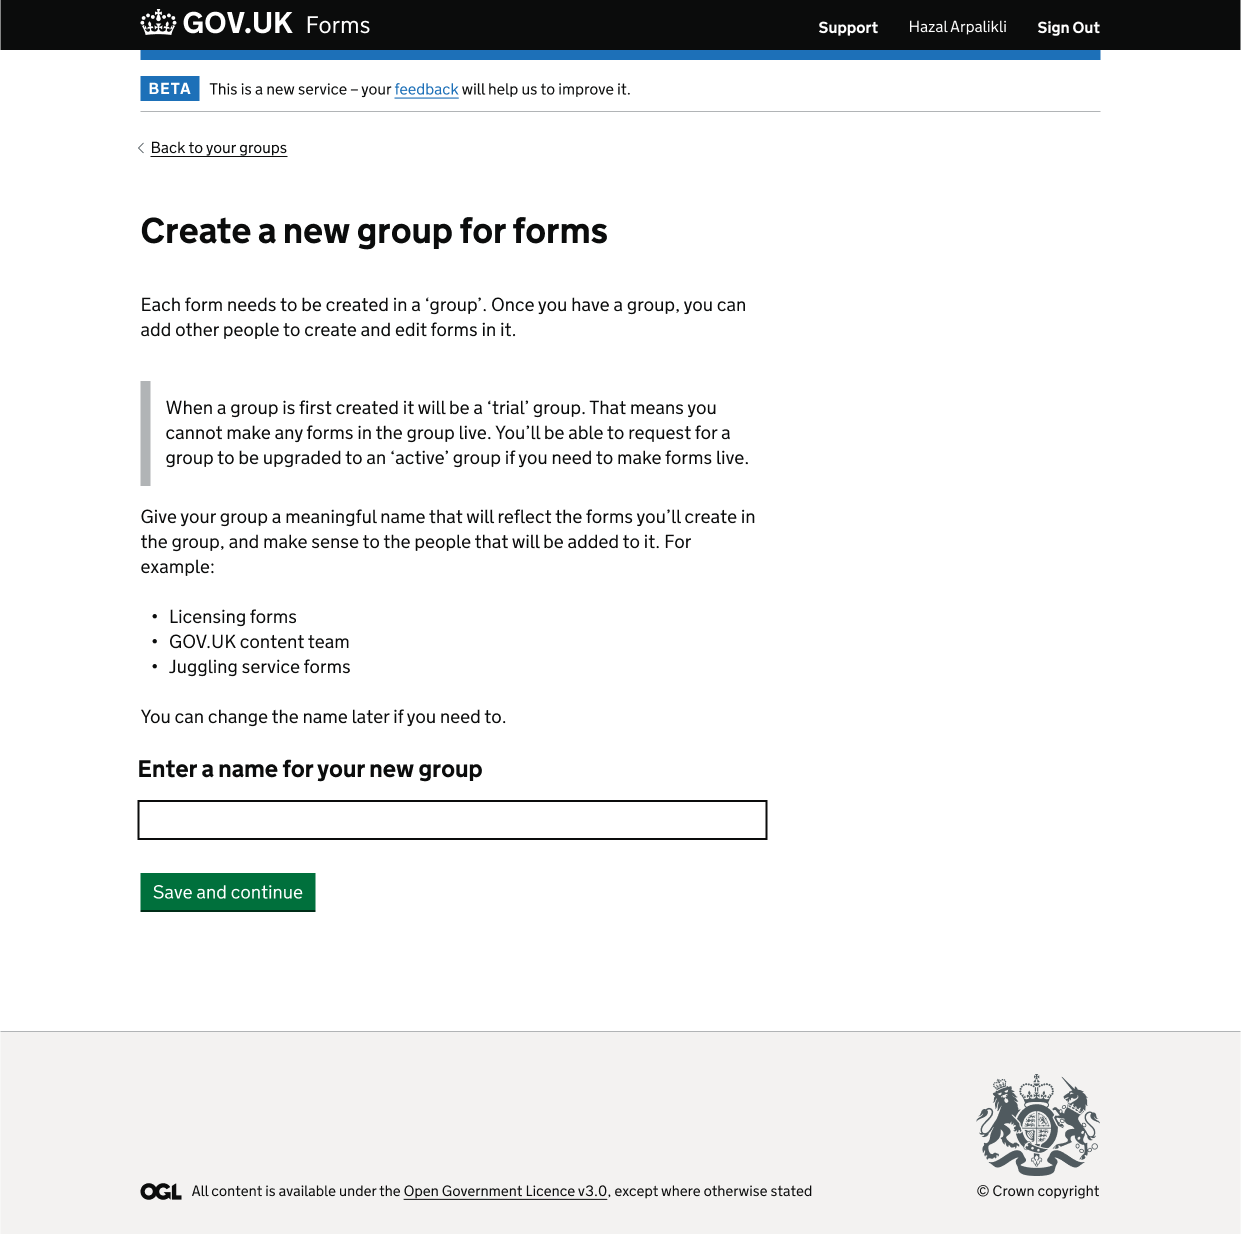 GOV.UK Forms
Support Hazal Arpalikli Sign Out
BETA This is a new service – your feedback will help us to improve it.
Back to your groups
Create a new group for forms
Each form needs to be created in a ‘group’. Once you have a group, you can
add other people to create and edit forms in it.
When a group is first created it will be a ‘trial’ group. That means you
cannot make any forms in the group live. You’ll be able to request for a
group to be upgraded to an ‘active’ group if you need to make forms live.
Give your group a meaningful name that will reflect the forms you’ll create in
the group, and make sense to the people that will be added to it. For
example:
• Licensing forms
• GOV.UK content team
• Juggling service forms
You can change the name later if you need to.
Enter a name for your new group
Save and continue
OGL All content is available under the Open Government Licence v3.0, except where otherwise stated
© Crown copyright